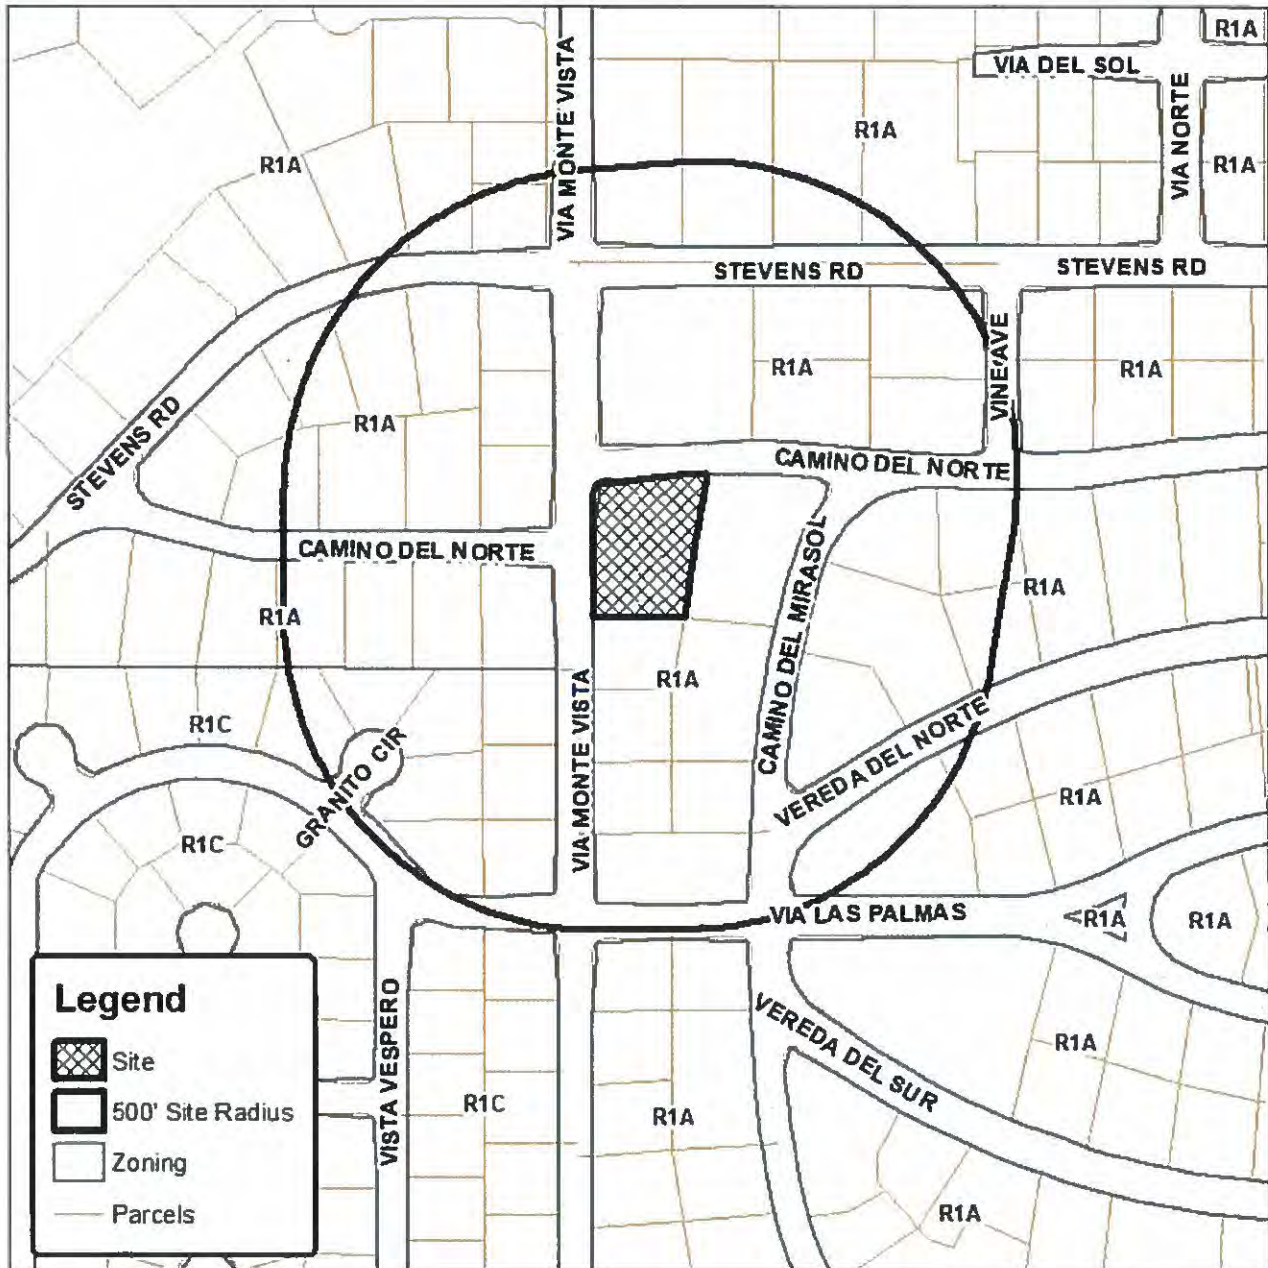 R1A
VIA DEL SOL
VIA MONTE VISTA
R1A
VIA NORTE
R1A
R1A
STEVENS RD
STEVENS RD
VINE AVE
R1A
R1A
R1A
STEVENS RD
CAMINO DEL NORTE
CAMINO DEL NORTE
CAMINO DEL MIRASOL
R1A
R1A
R1A
VIA MONTE VISTA
R1C
GRANITO CIR
VEREDA DEL NORTE
R1A
R1C
VIA LAS PALMAS
R1A
R1A
VISTA VESPERO
VEREDA DEL SUR
R1A
R1C
R1A
R1A
Legend
Site
500' Site Radius
Zoning
Parcels